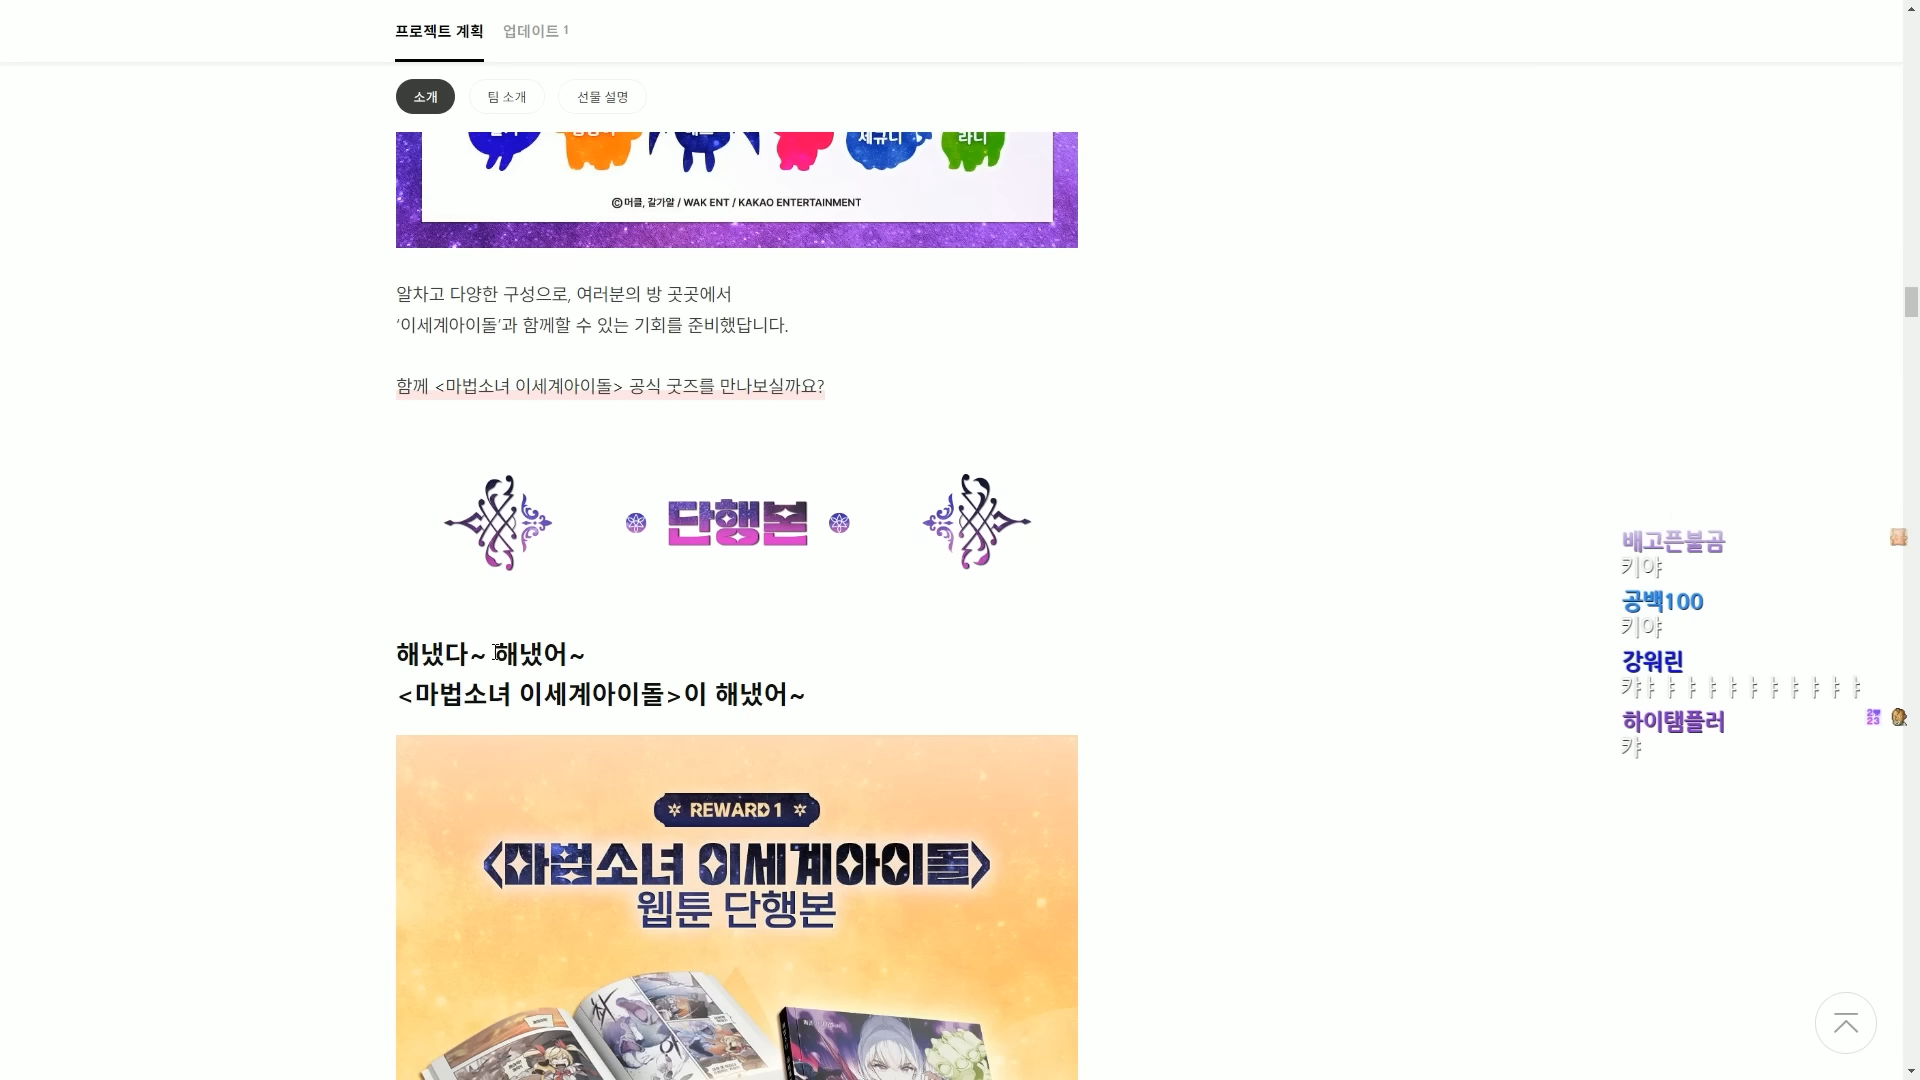 프로젝트 계획
업데이트 1
소개
팀 소개
선물 설명
세큐디
라니
©머클, 갈가알 / WAK ENT / KAKAO ENTERTAINMENT
알차고 다양한 구성으로, 여러분의 방 곳곳에서
‘이세계아이돌’과 함께할 수 있는 기회를 준비했답니다.
함께 <마법소녀 이세계아이돌> 공식 굿즈를 만나보실까요?
단행본
해냈다~ 해냈어~
<마법소녀 이세계아이돌>이 해냈어~
REWARD 1
<마법소녀 이세계아이돌>
웹툰 단행본
배고픈불곰
키야
공백100
키야
강워린
캬ㅑㅑㅑㅑㅑㅑㅑㅑㅑㅑㅑ
하이탬플러
캬